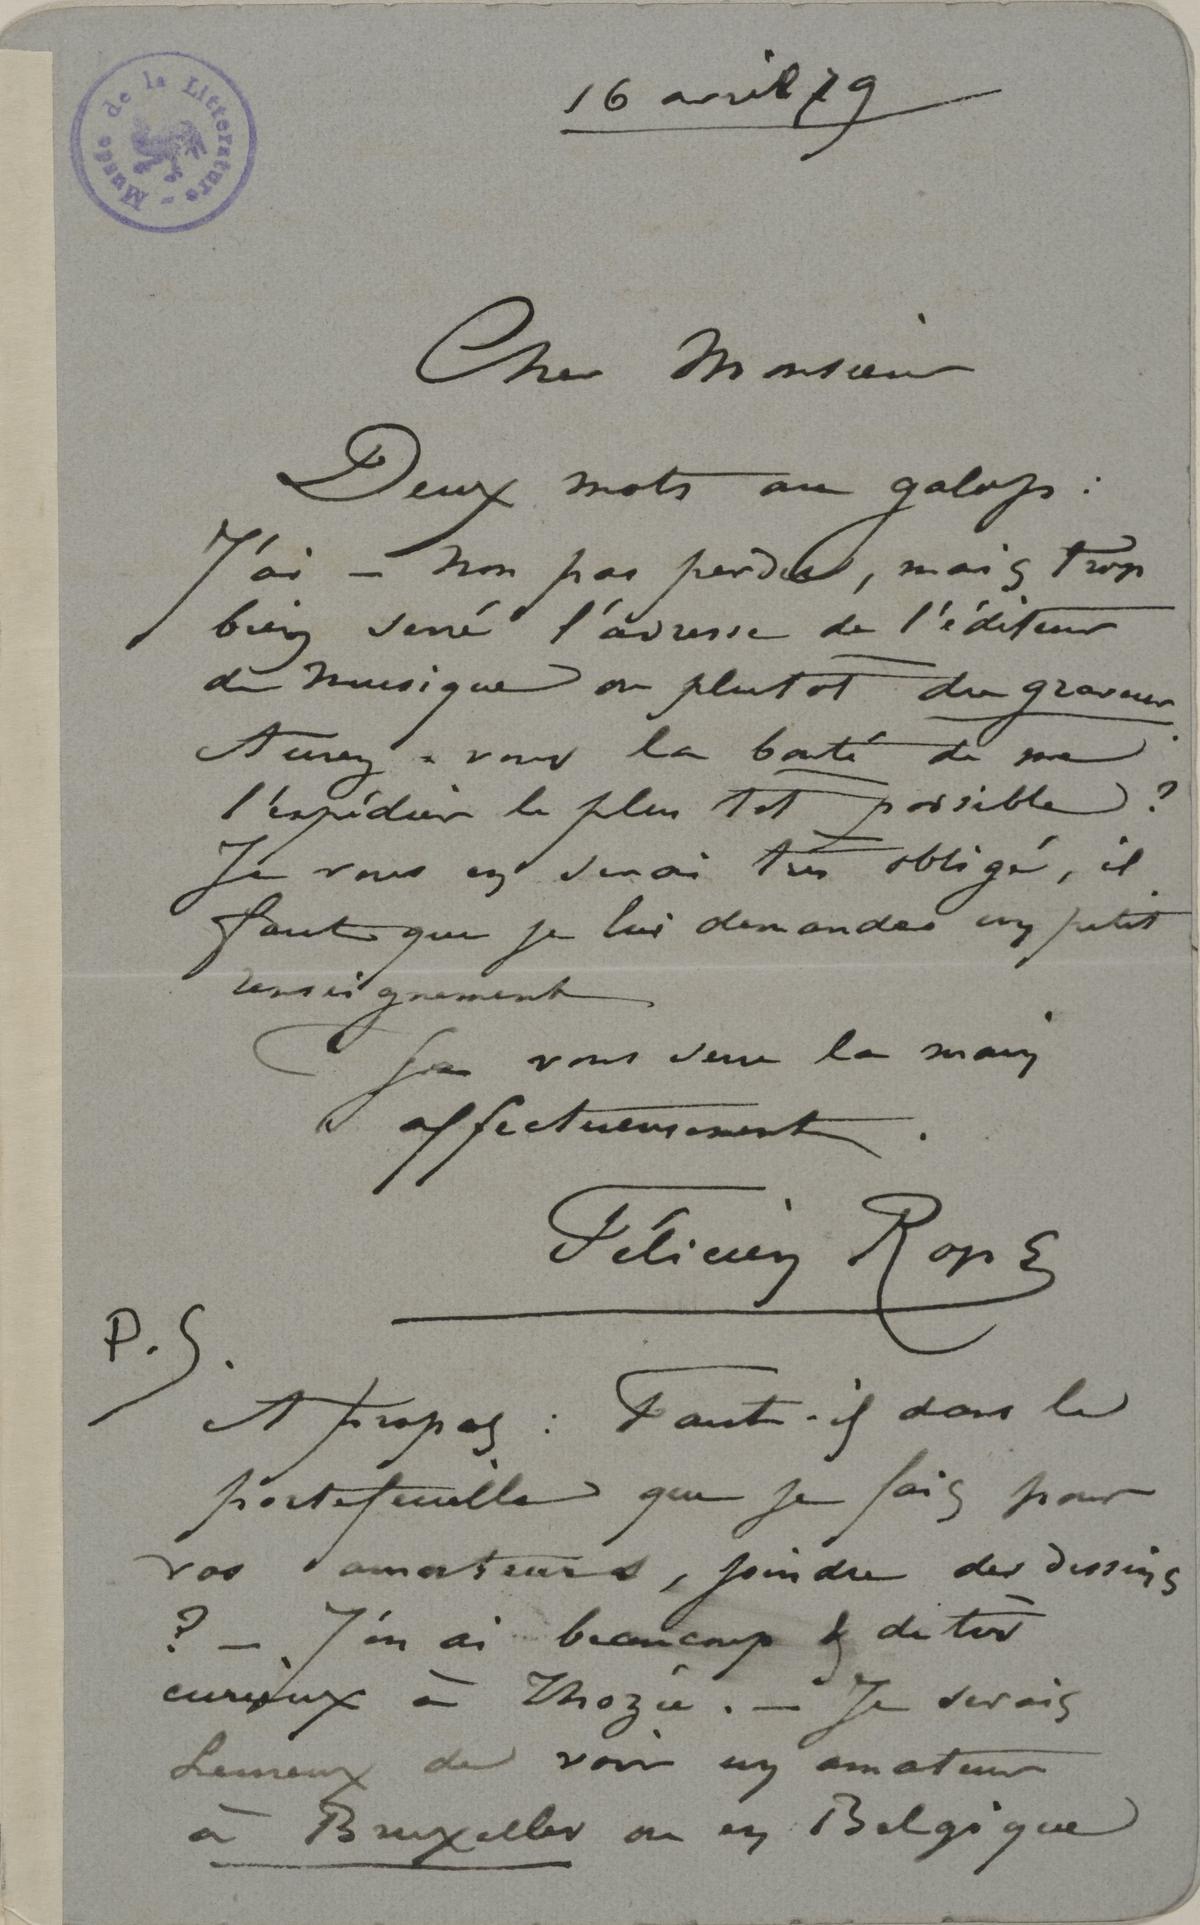 Musée de la Littérature -
16 avril 79
Cher Monsieur
Deux mots au galop :
J'ai – non pas perdu, mais trop
bien serré l'adresse de l'éditeur
de musique ou plutot du graveur
Aurez-vous la bonté de me
l'expédier le plus tot possible ?
Je vous en serai très obligé, il
faut que je lui demande un petit
renseignement
Je vous serre la main
affectueusement.
Félicien Rops
P.S.
A propos : Faut-il dans le
portefeuille que je fais pour
vos amateurs, joindre des dessins
? – J'en ai beaucoup & de très
curieux à Thozée. – Je serais
heureux de voir un amateur
à Bruxelles ou en Belgique